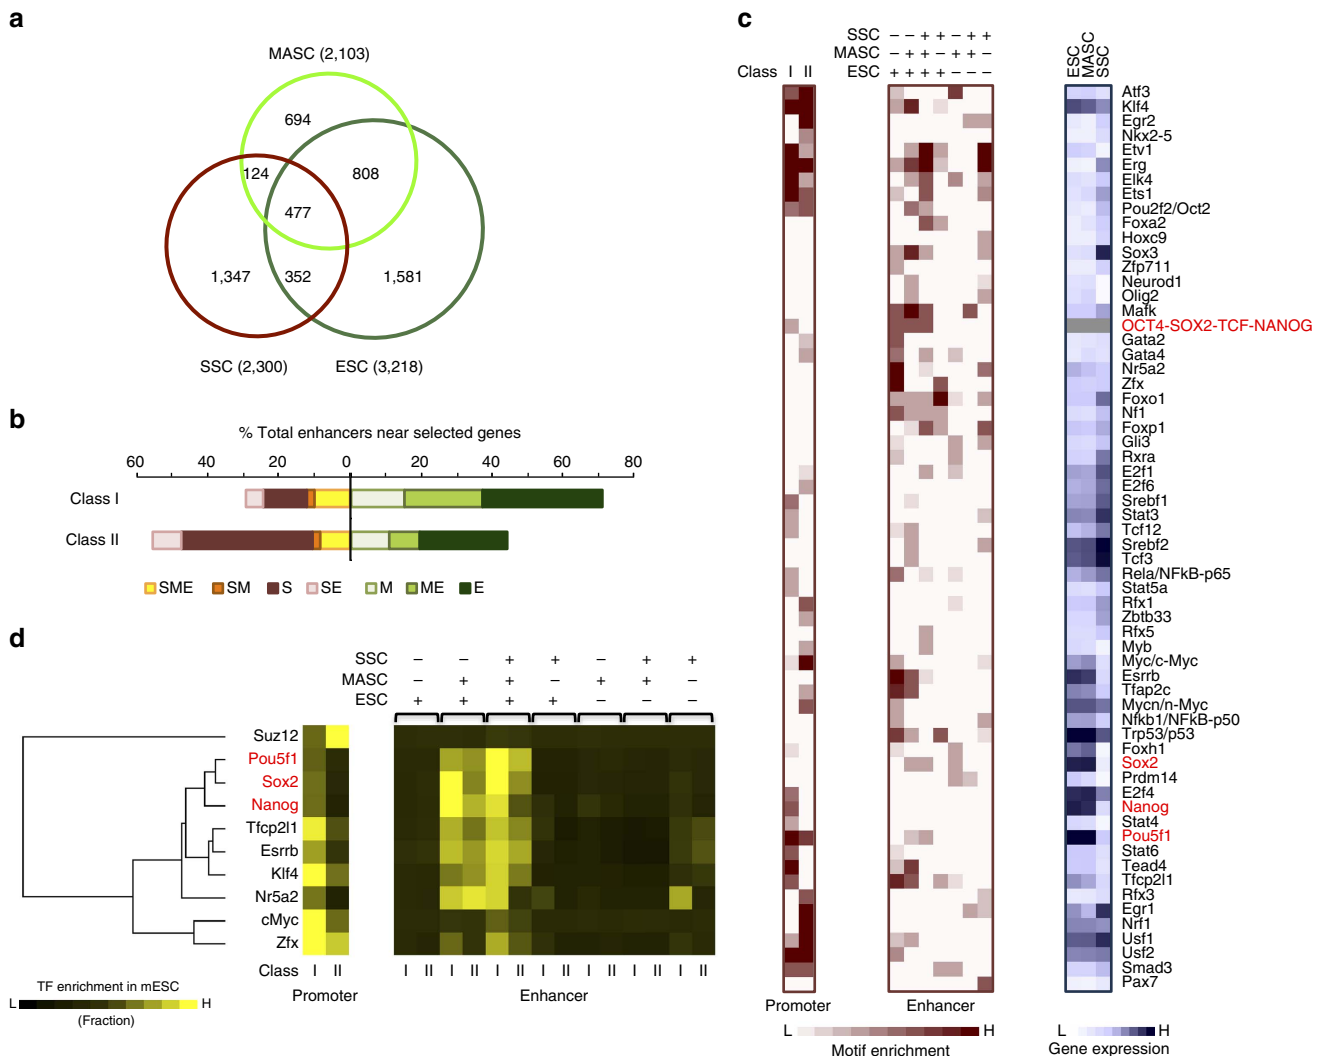 a
MASC (2,103)
694
124
808
477
1,347
352
1,581
SSC (2,300)
ESC (3,218)
b
% Total enhancers near selected genes
60 40 20 0 20 40 60 80
Class I
Class II
SME SM S SE M ME E
c
SSC – – + + – + +
MASC – + + – + + –
ESC + + + + – – –
Class I II
ESC
MASC
SSC
Atf3
Klf4
Egr2
Nkx2-5
Etv1
Erg
Elk4
Ets1
Pou2f2/Oct2
Foxa2
Hoxc9
Sox3
Zfp711
Neurod1
Olig2
Mafk
OCT4-SOX2-TCF-NANOG
Gata2
Gata4
Nr5a2
Zfx
Foxo1
Nf1
Foxp1
Gli3
Rxra
E2f1
E2f6
Srebf1
Stat3
Tcf12
Srebf2
Tcf3
Rela/NFkB-p65
Stat5a
Rfx1
Zbtb33
Rfx5
Myb
Myc/c-Myc
Esrrb
Tfap2c
Mycn/n-Myc
Nfkb1/NFkB-p50
Trp53/p53
Foxh1
Sox2
Prdm14
E2f4
Nanog
Stat4
Pou5f1
Stat6
Tead4
Tfcp2l1
Rfx3
Egr1
Nrf1
Usf1
Usf2
Smad3
Pax7
Promoter
Enhancer
L H
Motif enrichment
L H
Gene expression
d
SSC – – + + – + +
MASC – + + – + + –
ESC + + + + – – –
Suz12
Pou5f1
Sox2
Nanog
Tfcp2l1
Esrrb
Klf4
Nr5a2
cMyc
Zfx
Class I II I II I II I II I II I II I II I II
Promoter
Enhancer
TF enrichment in mESC
L H
(Fraction)